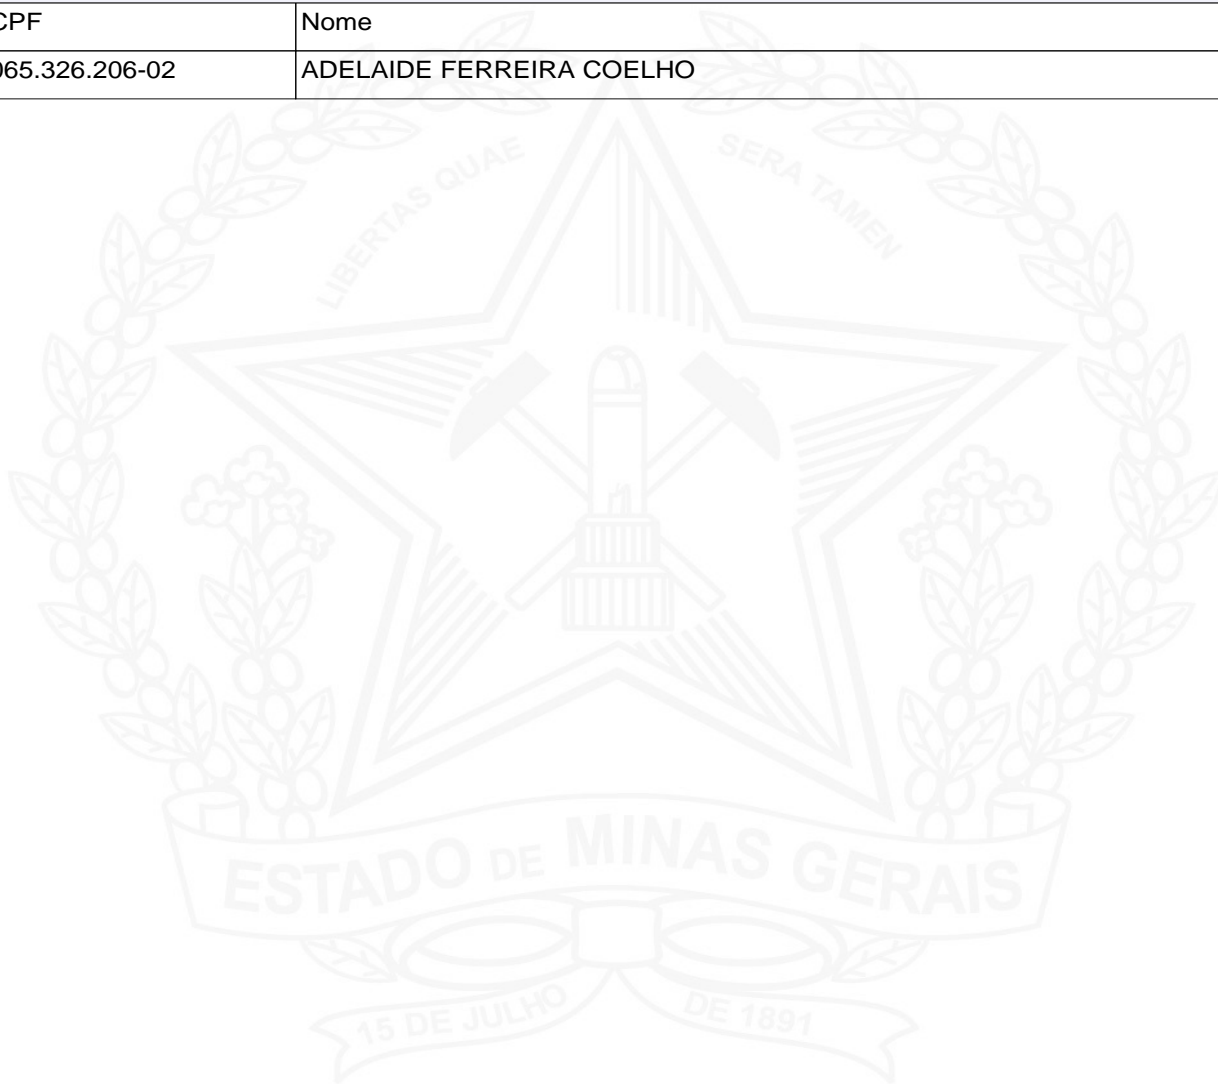 CPF Nome
065.326.206-02 ADELAIDE FERREIRA COELHO
LIBERTAS QUAE SERA TAMEN
ESTADO DE MINAS GERAIS
15 DE JULHO DE 1891